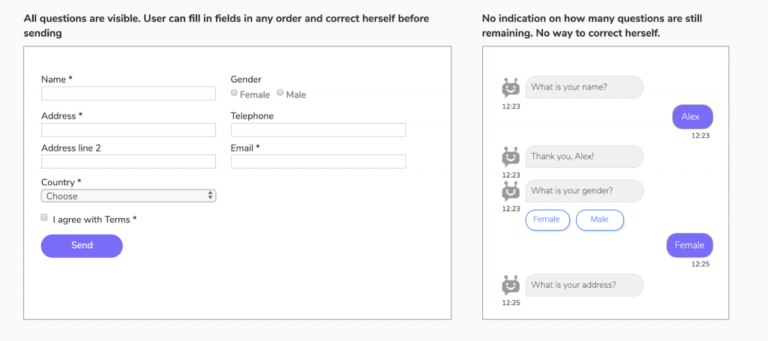 All questions are visible. User can fill in fields in any order and correct herself before
sending
Name *
Gender
Female Male
Address *
Telephone
Address line 2
Email *
Country *
Choose
I agree with Terms *
Send
No indication on how many questions are still
remaining. No way to correct herself.
What is your name?
12:23
Alex
12:23
Thank you, Alex!
12:23
What is your gender?
12:23
Female Male
Female
12:25
What is your address?
12:25